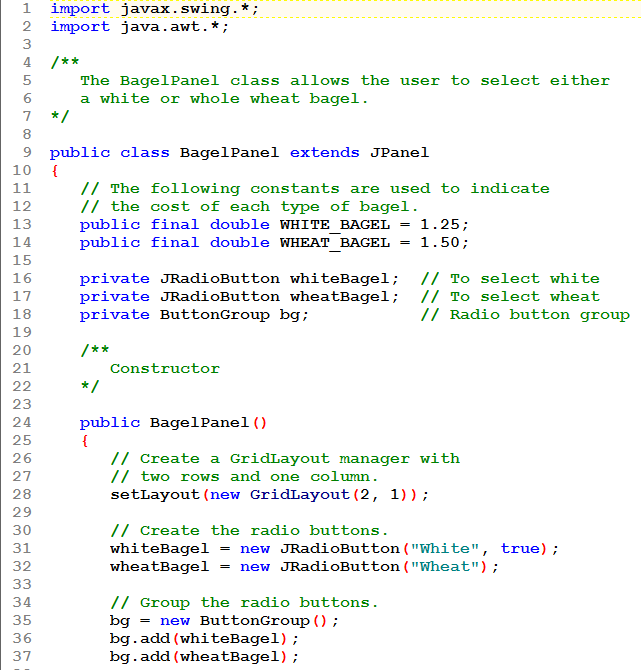 1 import javax.swing.*;
2 import java.awt.*;
3
4 /**
5    The BagelPanel class allows the user to select either
6    a white or whole wheat bagel.
7 */
8
9 public class BagelPanel extends JPanel
10 {
11    // The following constants are used to indicate
12    // the cost of each type of bagel.
13    public final double WHITE_BAGEL = 1.25;
14    public final double WHEAT_BAGEL = 1.50;
15
16    private JRadioButton whiteBagel;  // To select white
17    private JRadioButton wheatBagel;  // To select wheat
18    private ButtonGroup bg;           // Radio button group
19
20    /**
21       Constructor
22    */
23
24    public BagelPanel()
25    {
26       // Create a GridLayout manager with
27       // two rows and one column.
28       setLayout(new GridLayout(2, 1));
29
30       // Create the radio buttons.
31       whiteBagel = new JRadioButton("White", true);
32       wheatBagel = new JRadioButton("Wheat");
33
34       // Group the radio buttons.
35       bg = new ButtonGroup();
36       bg.add(whiteBagel);
37       bg.add(wheatBagel);